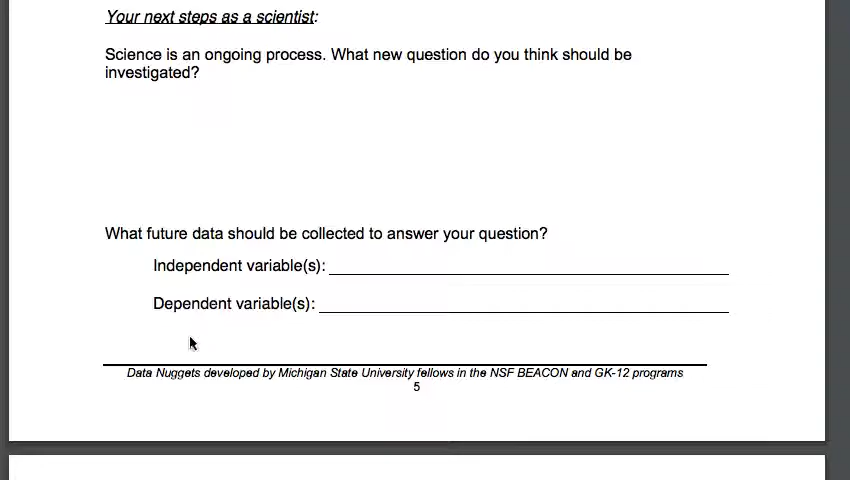 Your next steps as a scientist:
Science is an ongoing process. What new question do you think should be
investigated?
What future data should be collected to answer your question?
Independent variable(s):
Dependent variable(s):
Data Nuggets developed by Michigan State University fellows in the NSF BEACON and GK-12 programs
5